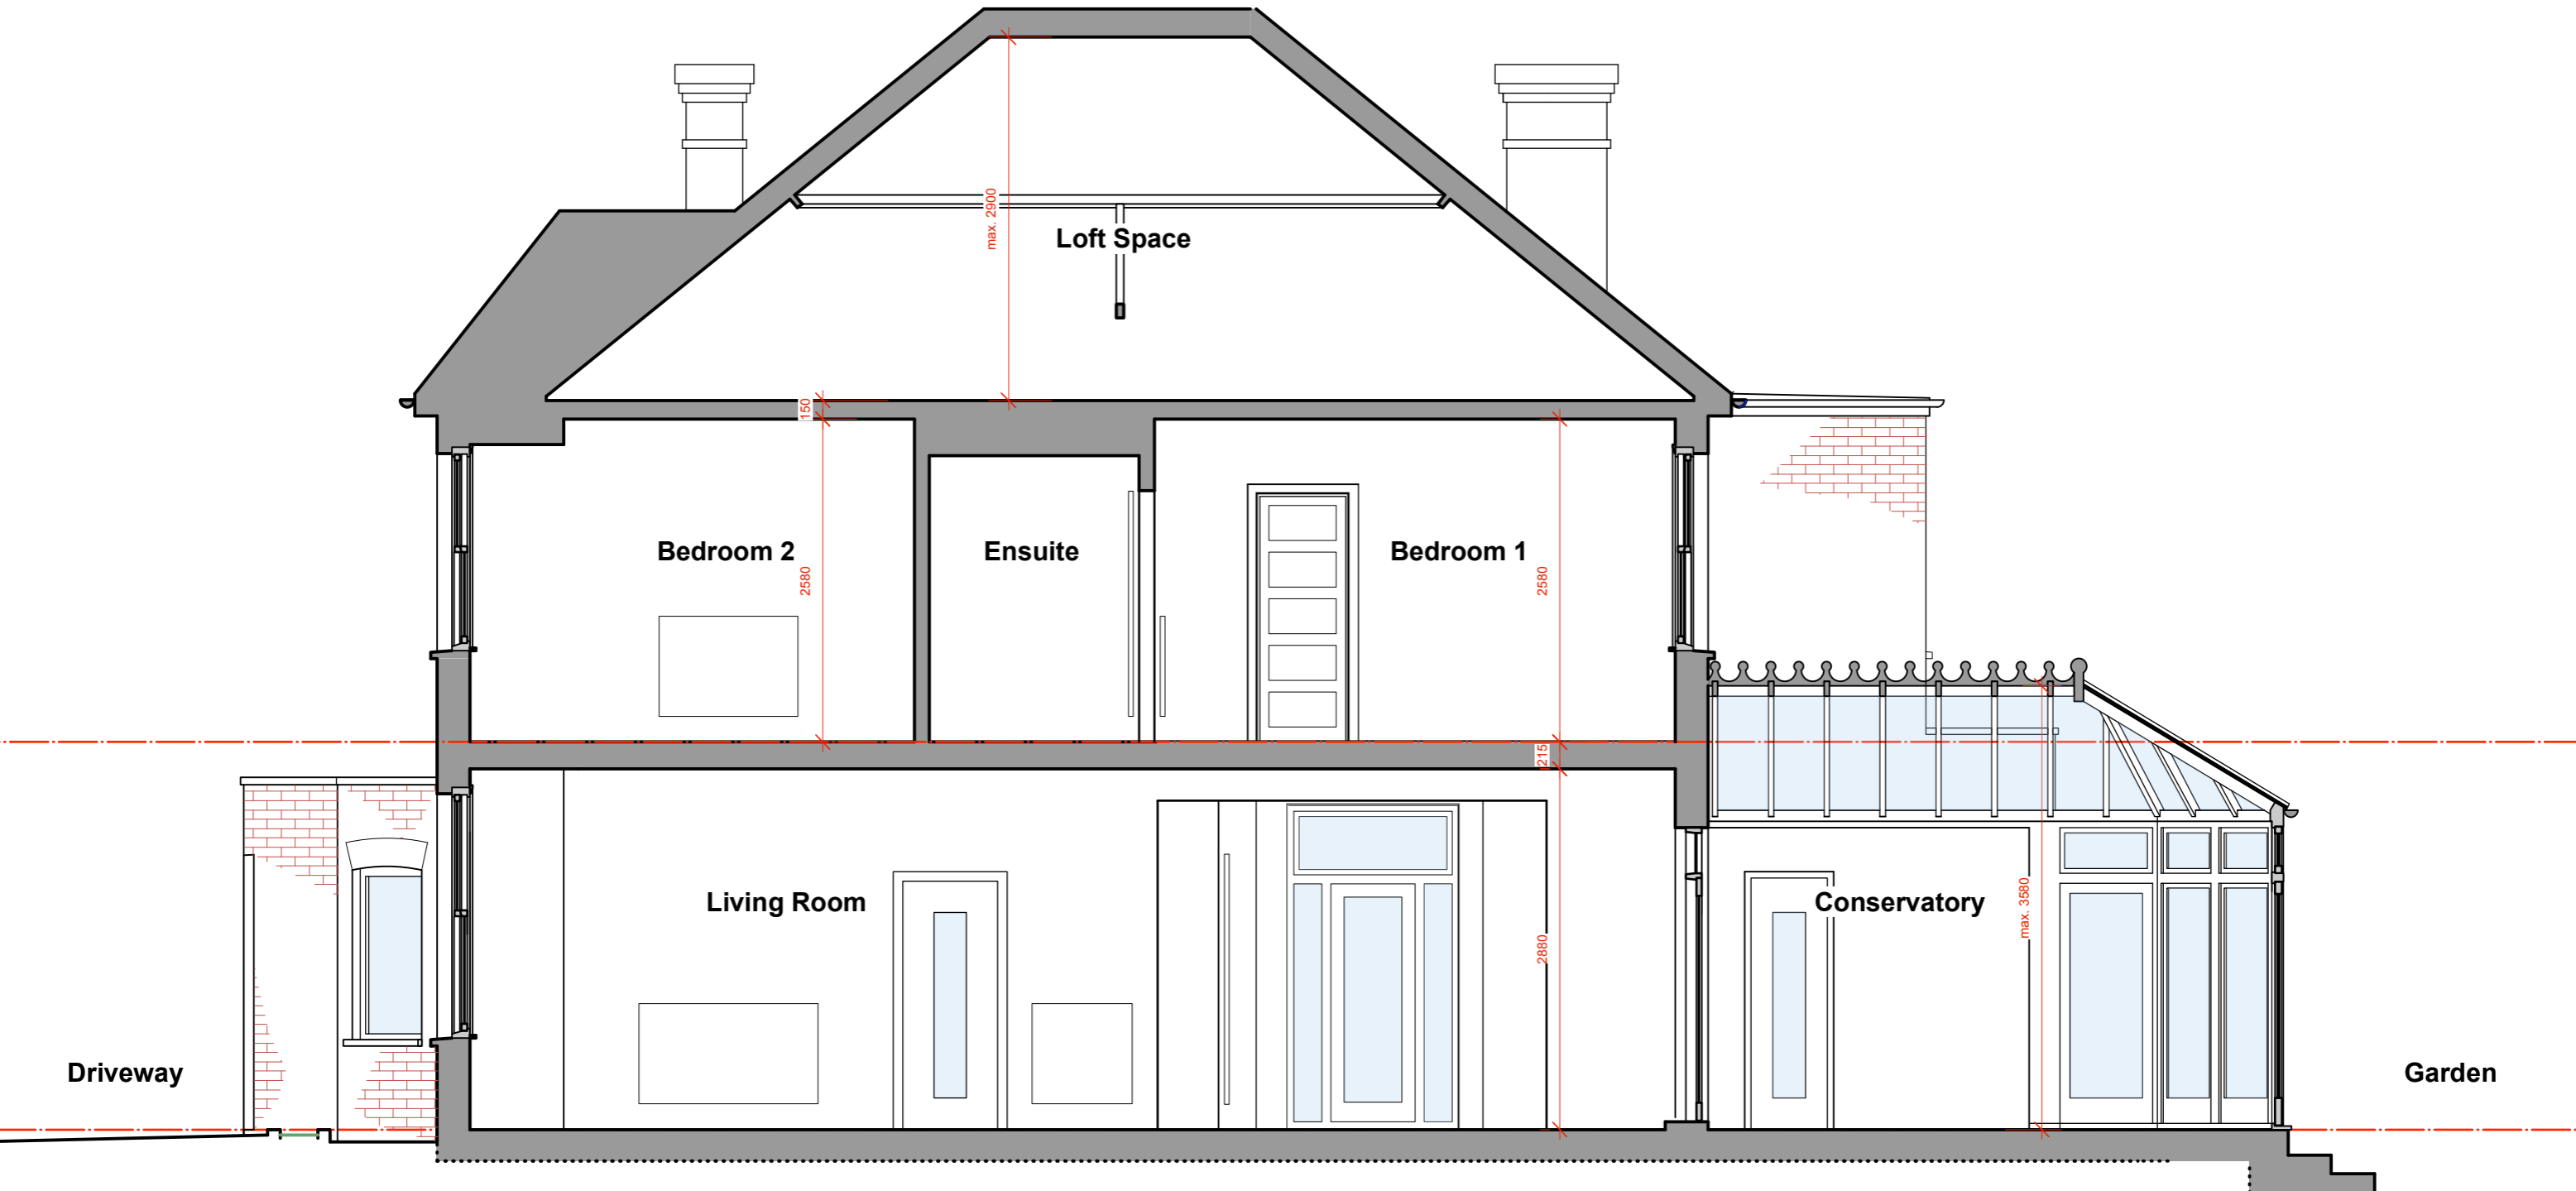 max. 2900
Loft Space
150
Bedroom 2
Ensuite
Bedroom 1
2580
2580
215
Living Room
Conservatory
max. 3580
2880
Driveway
Garden